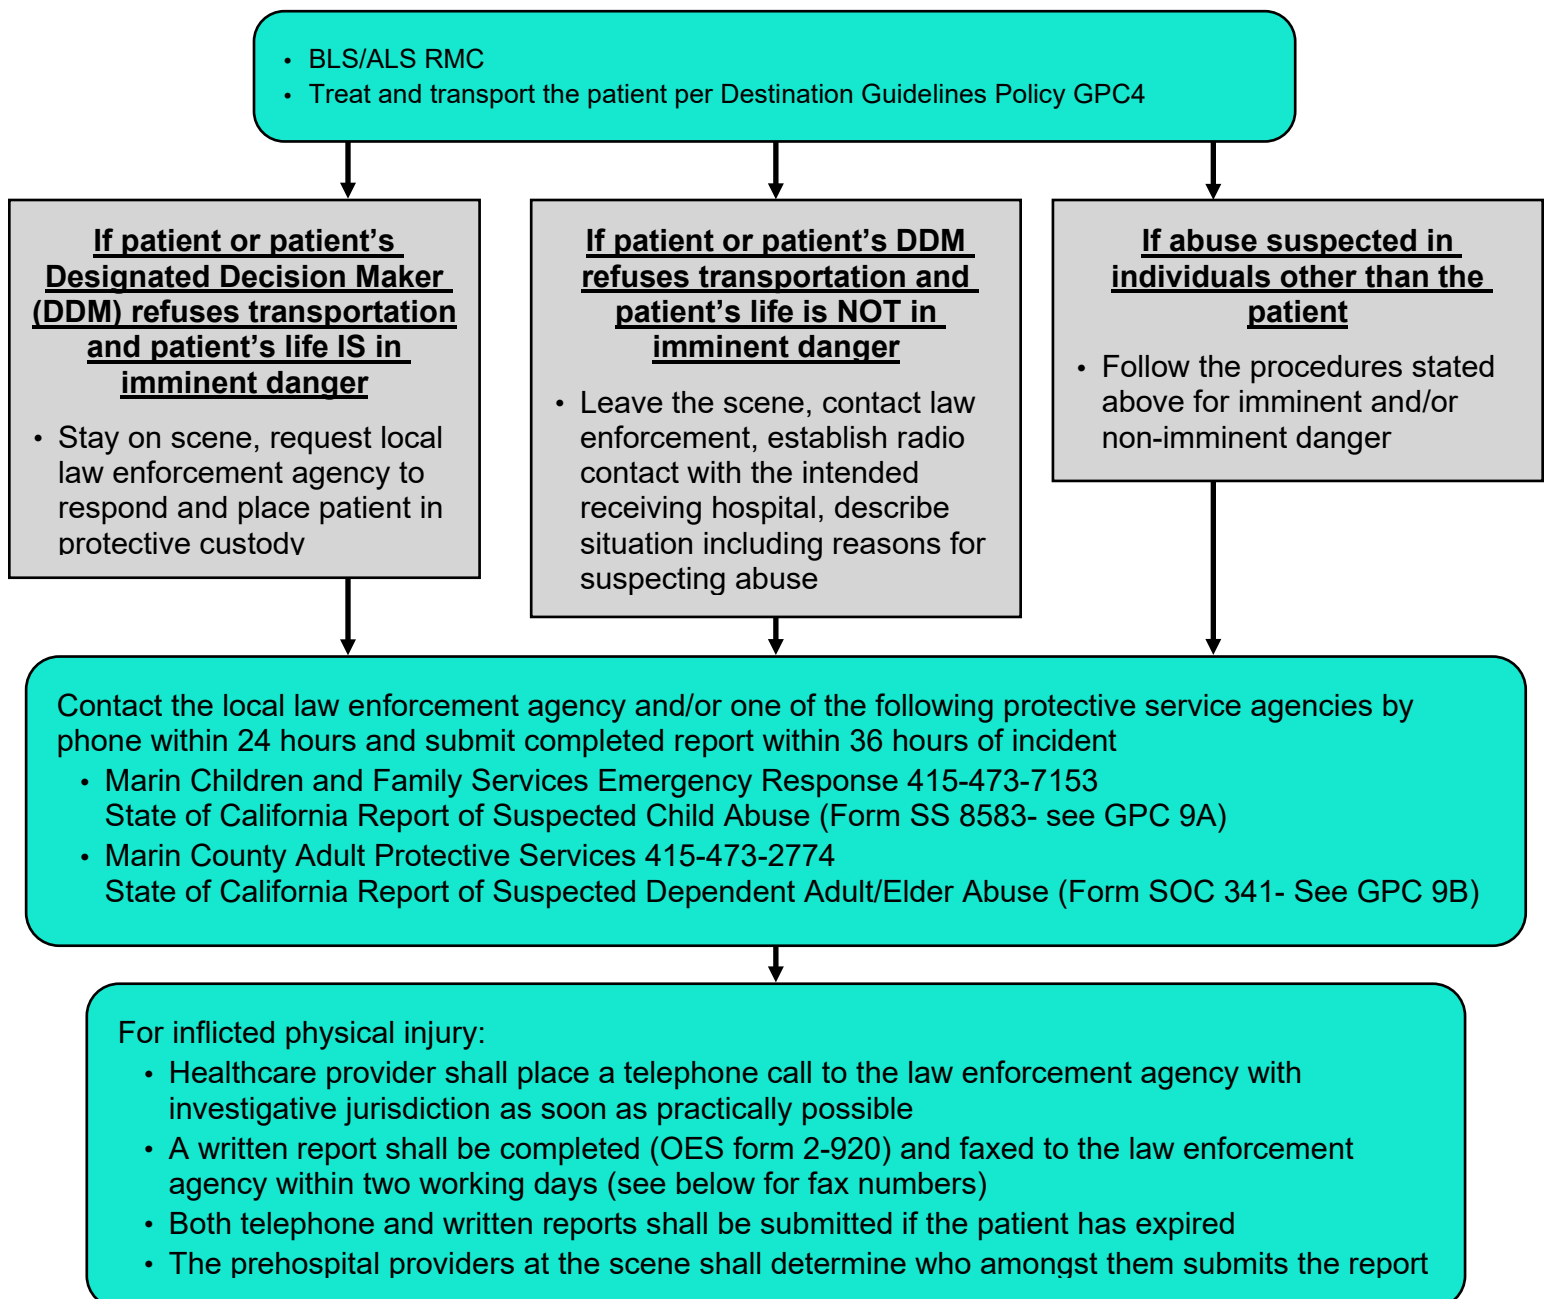 • BLS/ALS RMC
• Treat and transport the patient per Destination Guidelines Policy GPC4
If patient or patient’s
Designated Decision Maker
(DDM) refuses transportation
and patient’s life IS in
imminent danger
• Stay on scene, request local
law enforcement agency to
respond and place patient in
protective custody
If patient or patient’s DDM
refuses transportation and
patient’s life is NOT in
imminent danger
• Leave the scene, contact law
enforcement, establish radio
contact with the intended
receiving hospital, describe
situation including reasons for
suspecting abuse
If abuse suspected in
individuals other than the
patient
• Follow the procedures stated
above for imminent and/or
non-imminent danger
Contact the local law enforcement agency and/or one of the following protective service agencies by
phone within 24 hours and submit completed report within 36 hours of incident
• Marin Children and Family Services Emergency Response 415-473-7153
State of California Report of Suspected Child Abuse (Form SS 8583- see GPC 9A)
• Marin County Adult Protective Services 415-473-2774
State of California Report of Suspected Dependent Adult/Elder Abuse (Form SOC 341- See GPC 9B)
For inflicted physical injury:
• Healthcare provider shall place a telephone call to the law enforcement agency with
investigative jurisdiction as soon as practically possible
• A written report shall be completed (OES form 2-920) and faxed to the law enforcement
agency within two working days (see below for fax numbers)
• Both telephone and written reports shall be submitted if the patient has expired
• The prehospital providers at the scene shall determine who amongst them submits the report